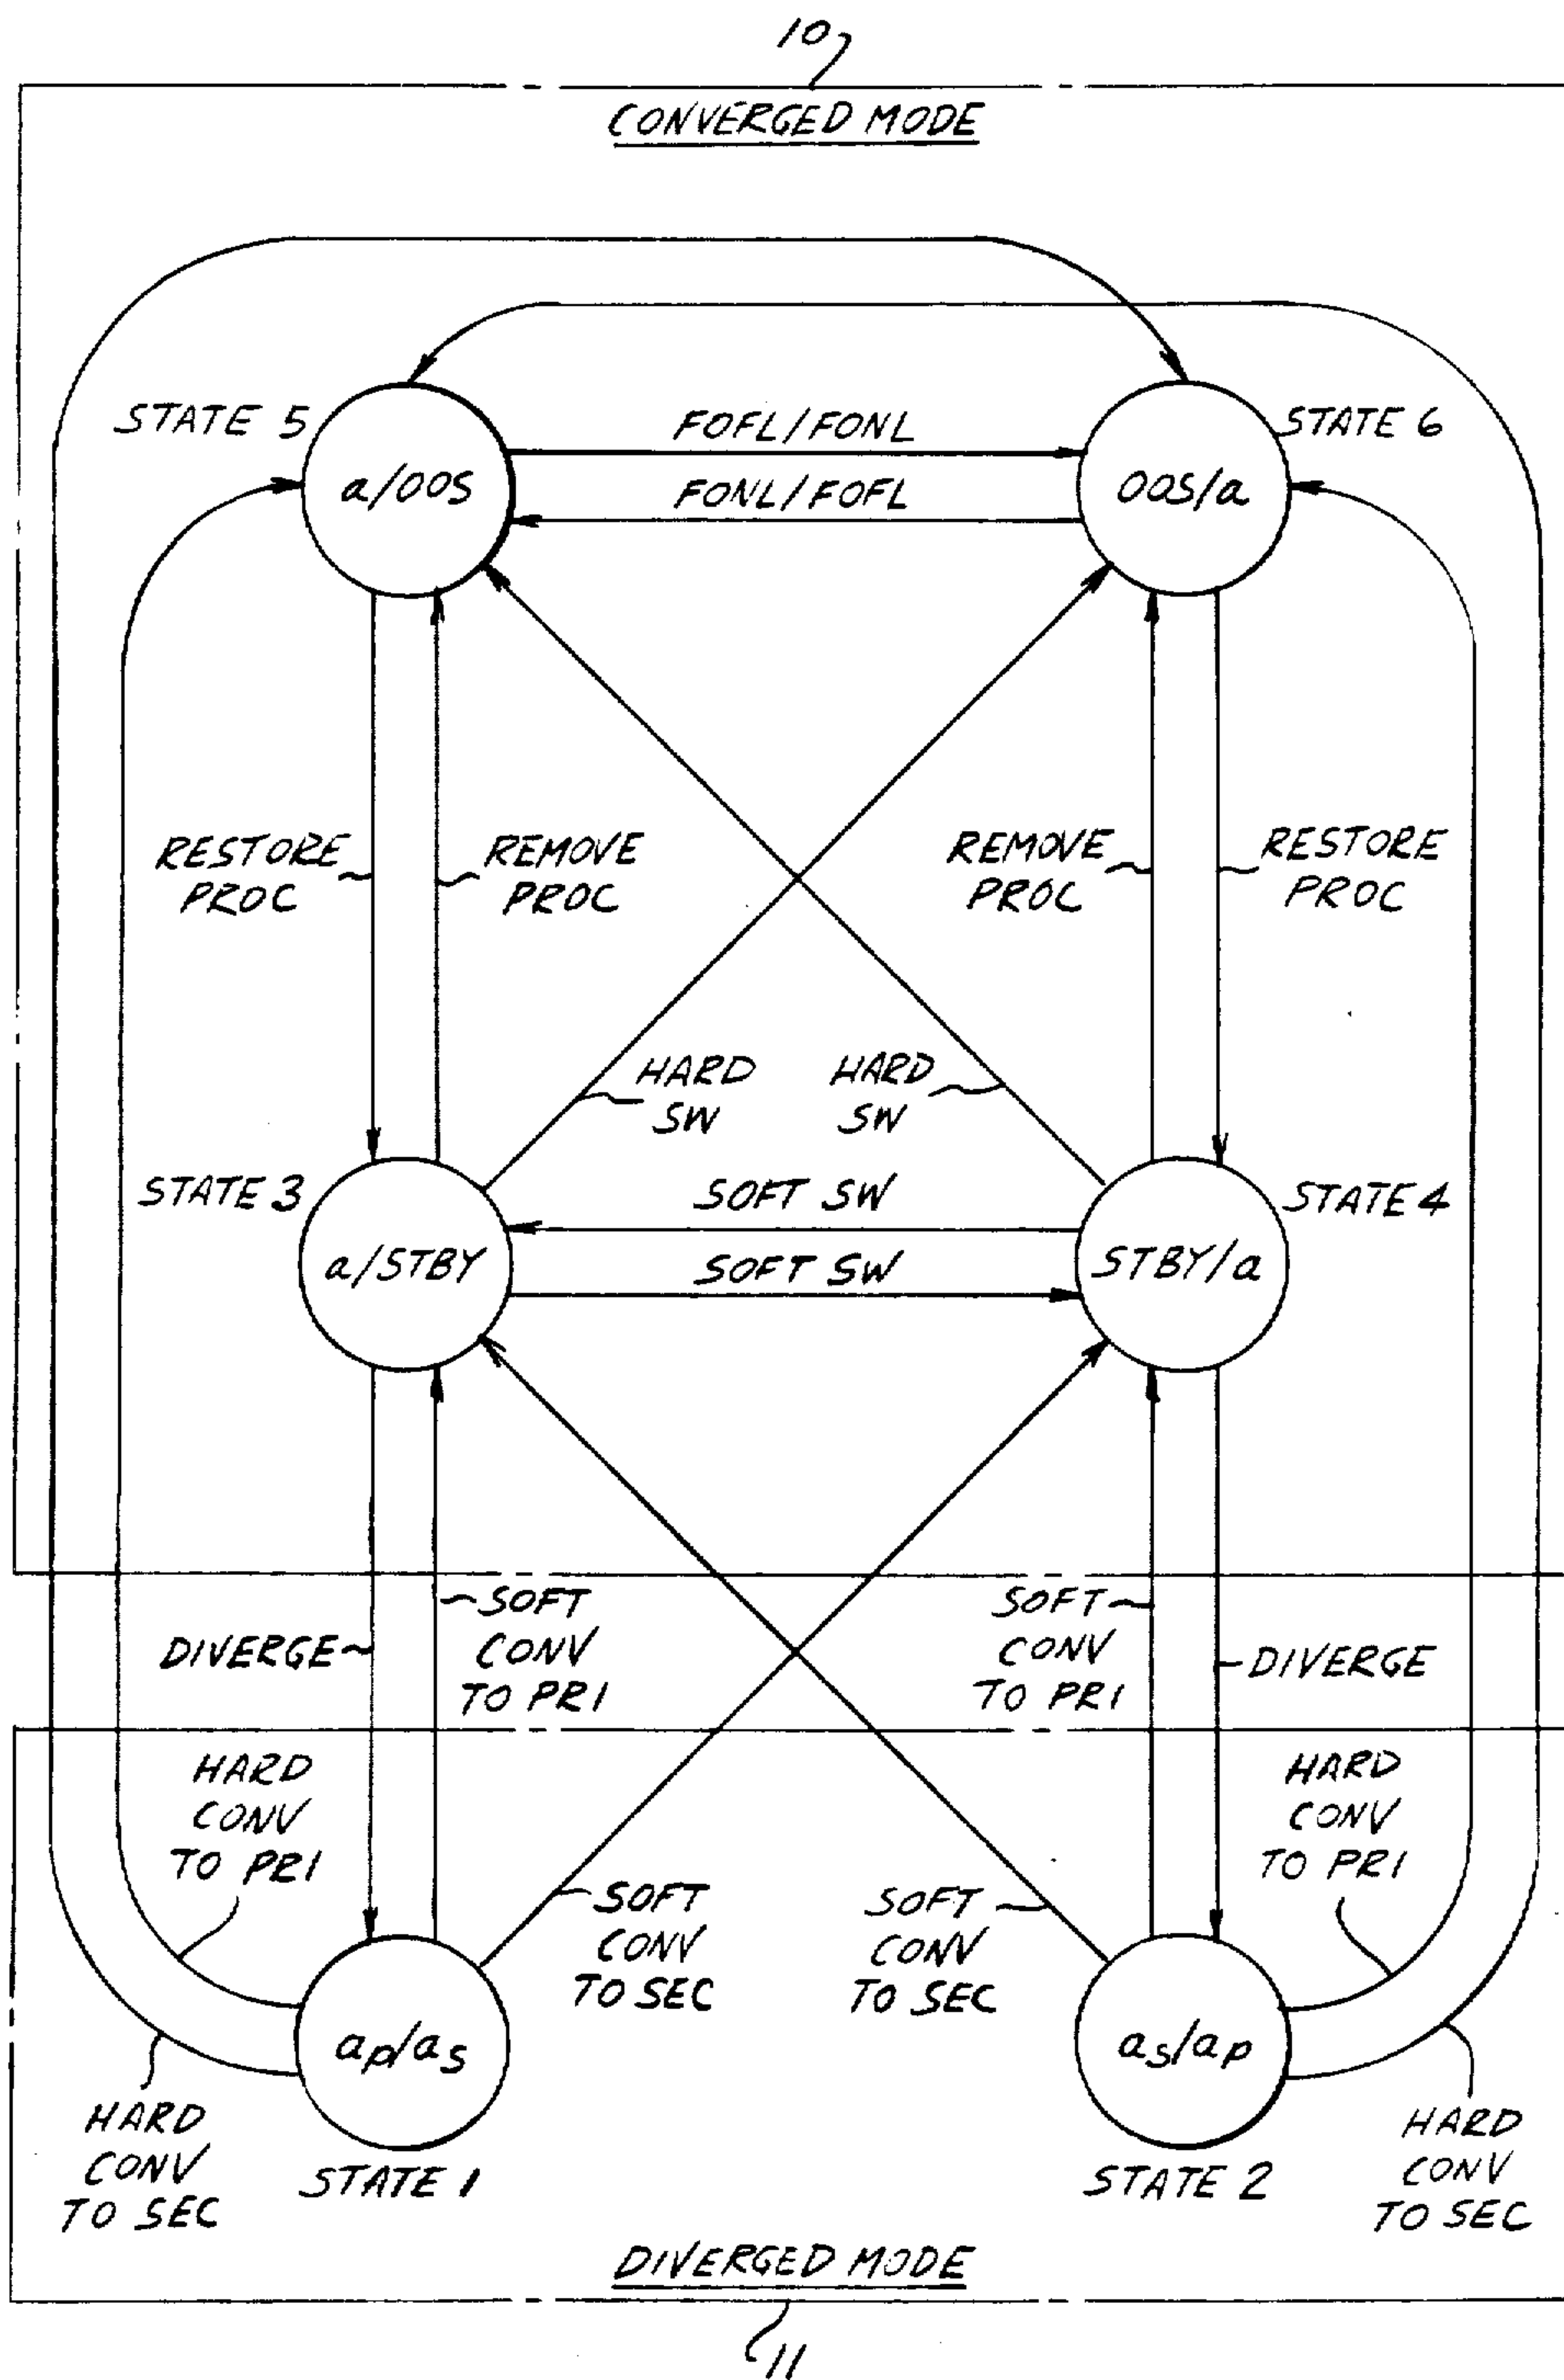 10
CONVERGED MODE
STATE 5
a/OOS
FOFL/FONL
FONL/FOFL
OOS/a
STATE 6
RESTORE
PROC
REMOVE
PROC
REMOVE
PROC
RESTORE
PROC
HARD
SW
HARD
SW
STATE 3
a/STBY
SOFT SW
SOFT SW
STBY/a
STATE 4
DIVERGE
SOFT
CONV
TO PRI
SOFT
CONV
TO PRI
DIVERGE
HARD
CONV
TO PRI
HARD
CONV
TO PRI
SOFT
CONV
TO SEC
SOFT
CONV
TO SEC
ap/as
as/ap
HARD
CONV
TO SEC
STATE 1
STATE 2
HARD
CONV
TO SEC
DIVERGED MODE
11